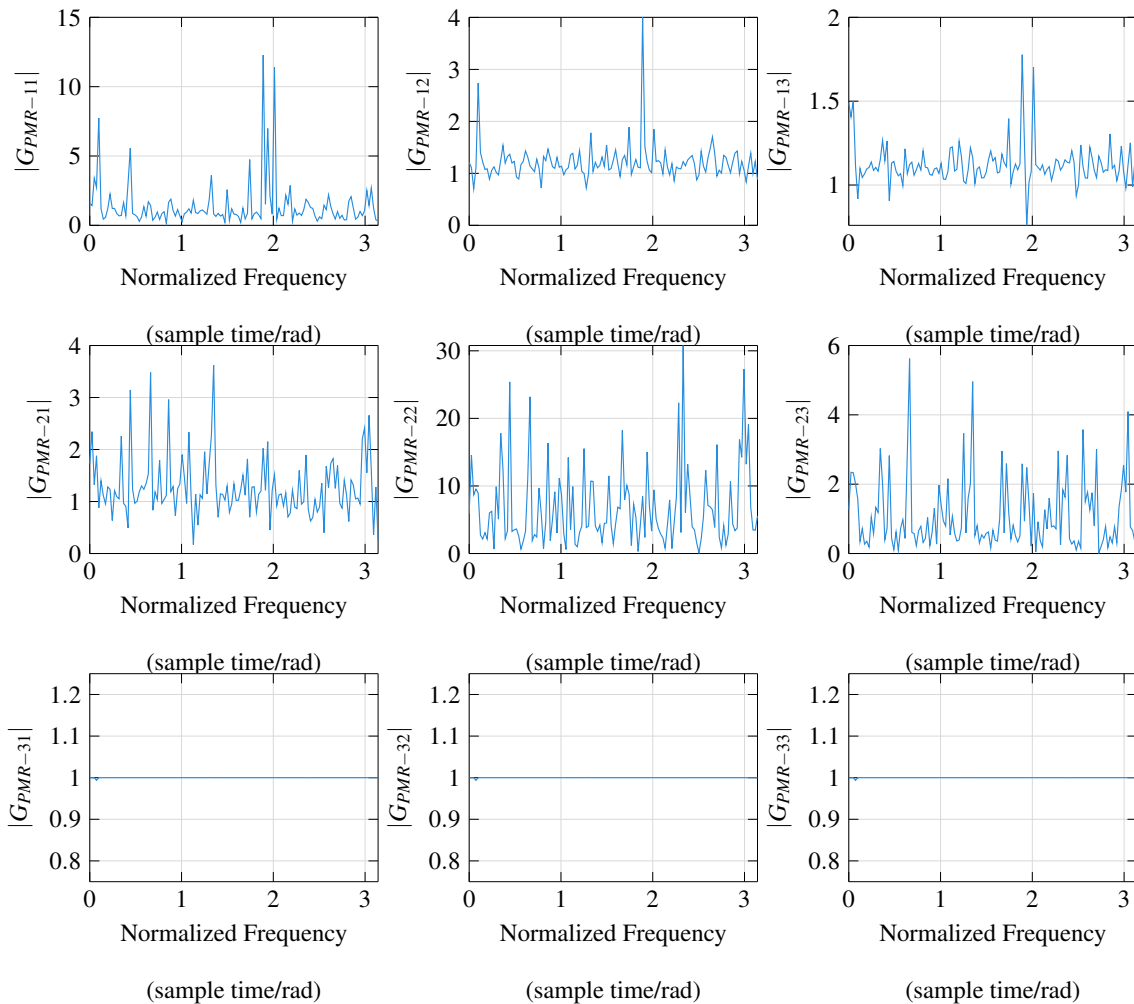 15
10
5
0
|G_{PMR−11}|
0 1 2 3
Normalized Frequency
(sample time/rad)
4
3
2
1
0
|G_{PMR−12}|
0 1 2 3
Normalized Frequency
(sample time/rad)
2
1.5
1
|G_{PMR−13}|
0 1 2 3
Normalized Frequency
(sample time/rad)
4
3
2
1
0
|G_{PMR−21}|
0 1 2 3
Normalized Frequency
(sample time/rad)
30
20
10
0
|G_{PMR−22}|
0 1 2 3
Normalized Frequency
(sample time/rad)
6
4
2
0
|G_{PMR−23}|
0 1 2 3
Normalized Frequency
(sample time/rad)
1.2
1.1
1
0.9
0.8
|G_{PMR−31}|
0 1 2 3
Normalized Frequency
(sample time/rad)
1.2
1.1
1
0.9
0.8
|G_{PMR−32}|
0 1 2 3
Normalized Frequency
(sample time/rad)
1.2
1.1
1
0.9
0.8
|G_{PMR−33}|
0 1 2 3
Normalized Frequency
(sample time/rad)